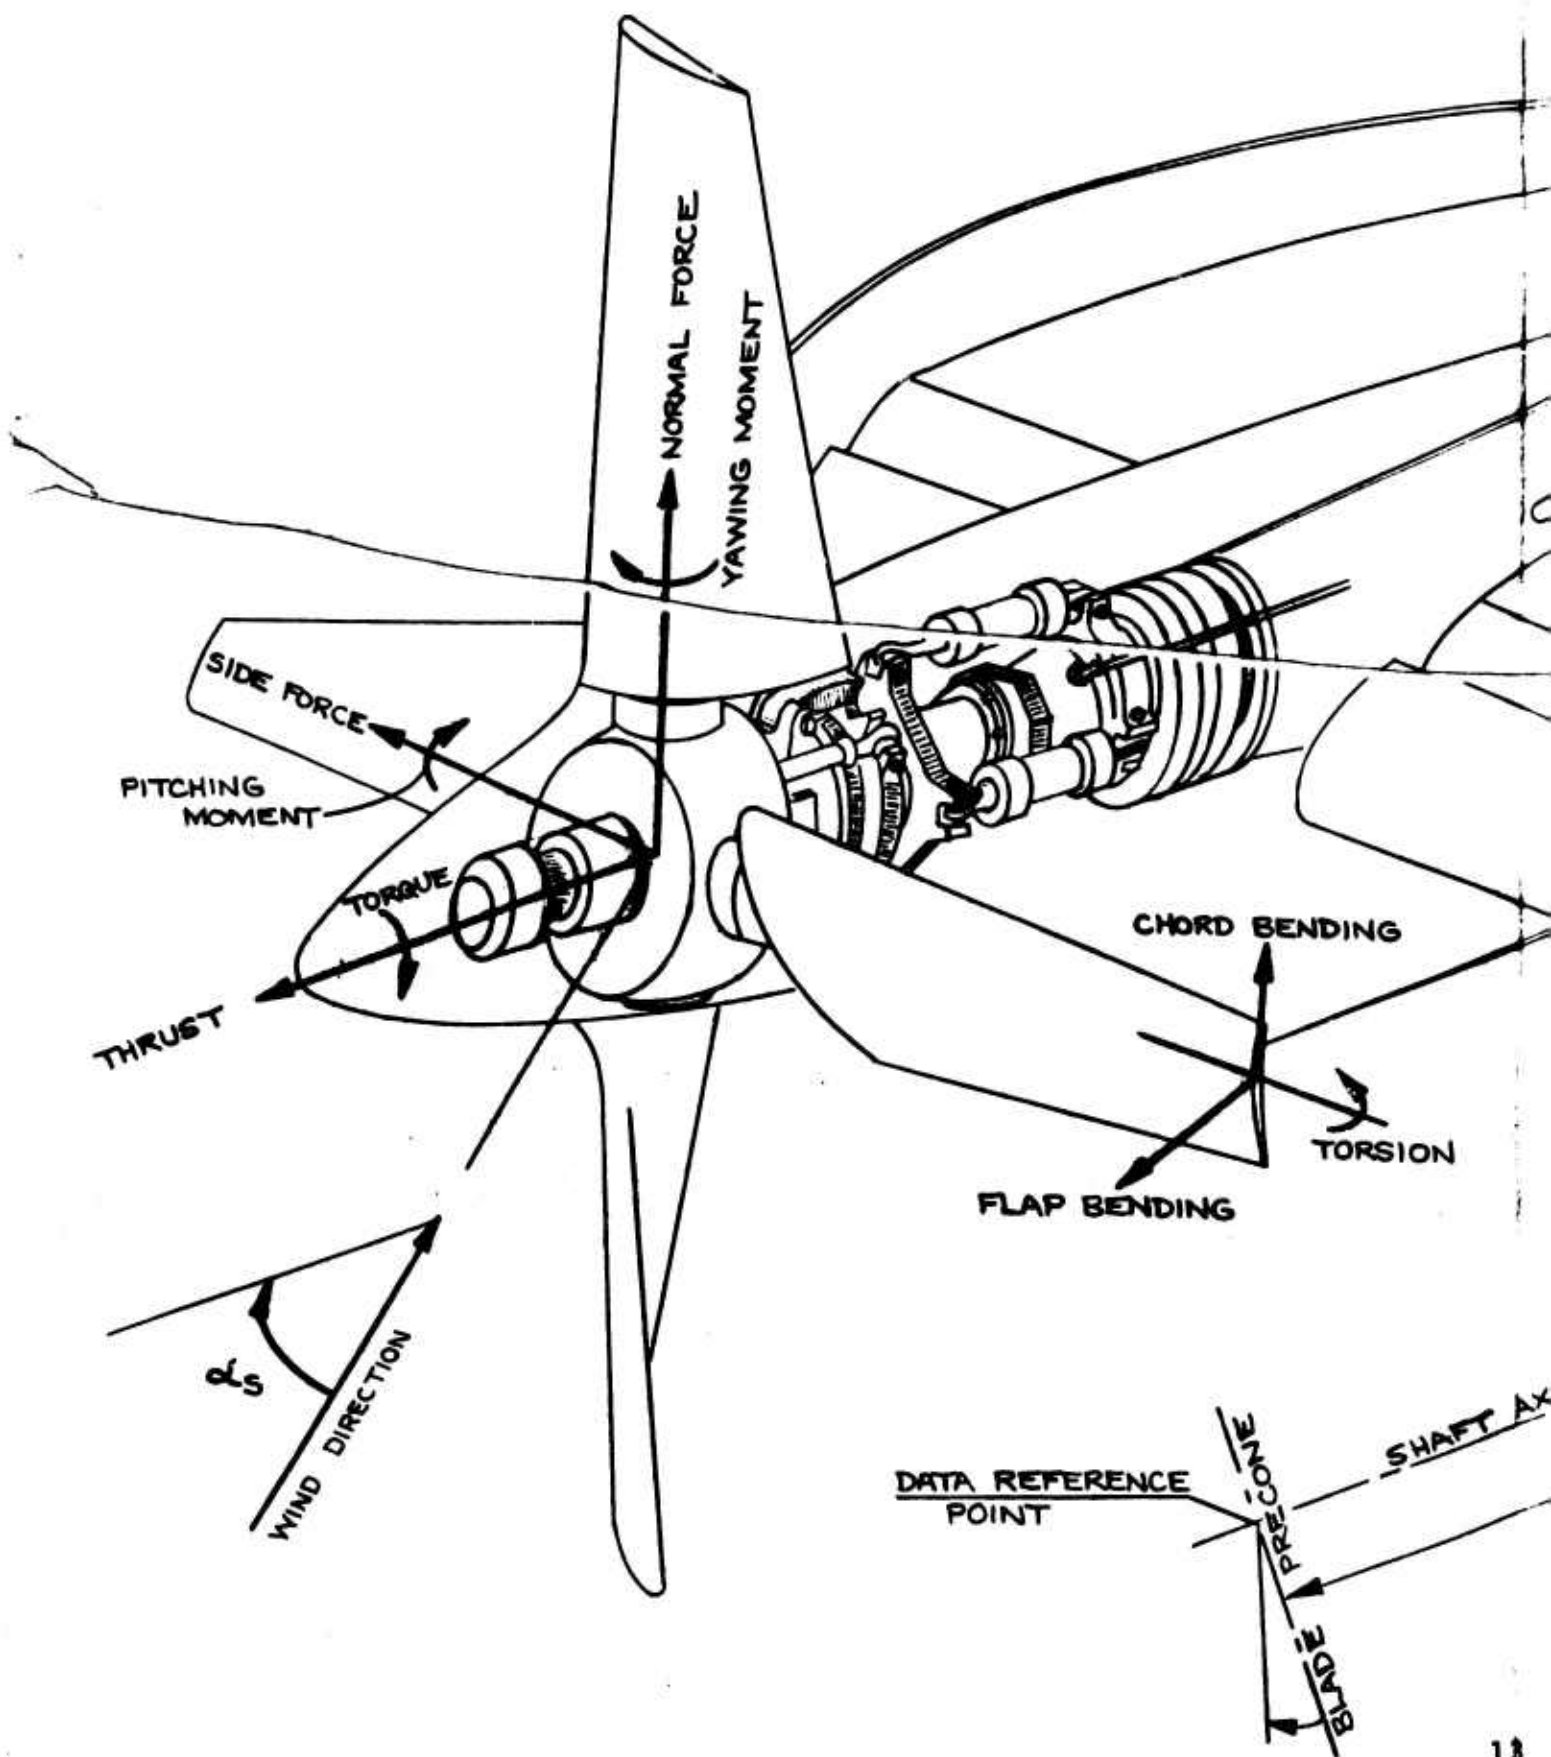 NORMAL FORCE
YAWING MOMENT
SIDE FORCE
PITCHING
MOMENT
TORQUE
THRUST
CHORD BENDING
TORSION
FLAP BENDING
αs
WIND DIRECTION
DATA REFERENCE
POINT
BLADE PRECONE
SHAFT AX